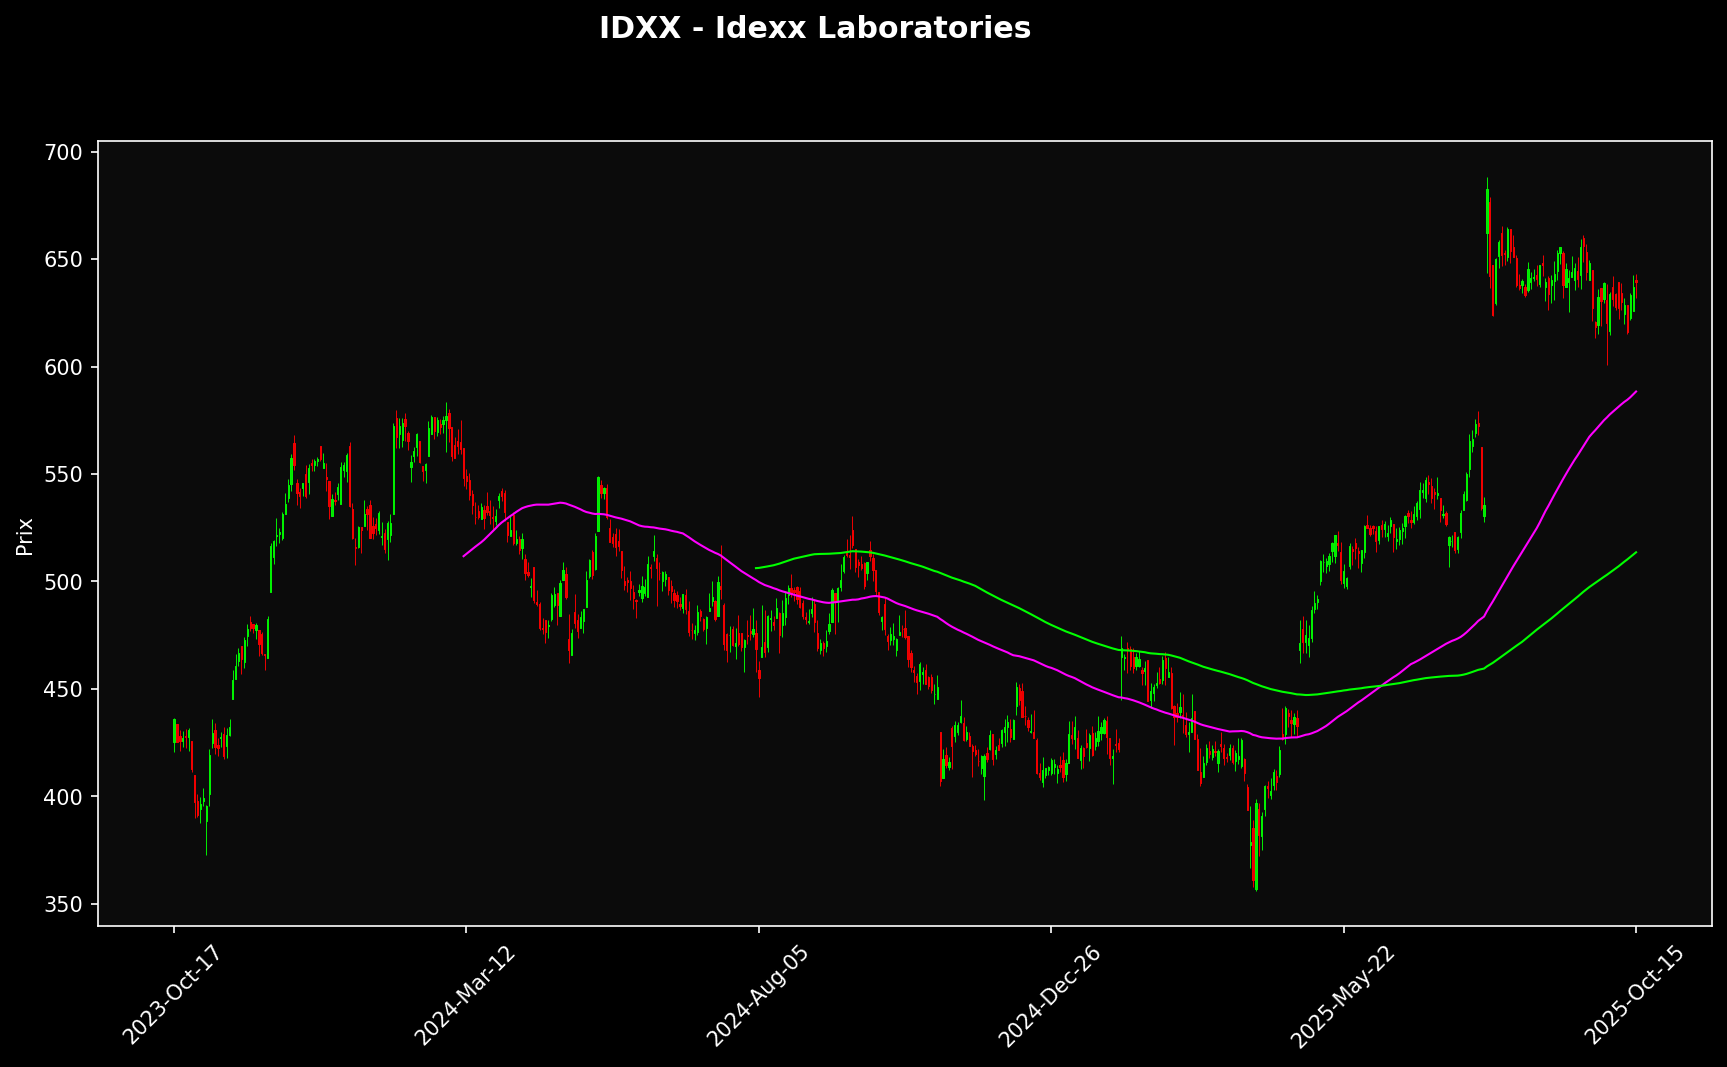 IDXX - Idexx Laboratories
Prix
700
650
600
550
500
450
400
350
2023-Oct-17
2024-Mar-12
2024-Aug-05
2024-Dec-26
2025-May-22
2025-Oct-15